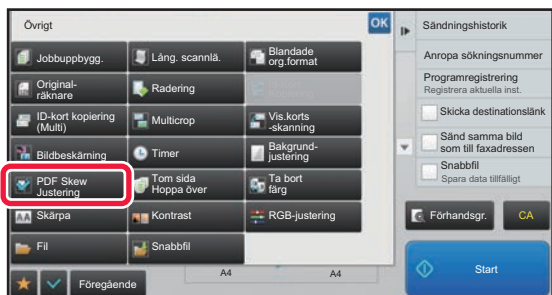 Övrigt
OK
Jobbuppbygg.
Lång. scannlä.
Blandade
org.format
Original-
räknare
Radering
ID-kort kopiering
(Multi)
Multicrop
Vis.korts
-skanning
Bildbeskärning
Timer
Bakgrund-
justering
PDF Skew
Justering
Tom sida
Hoppa över
Ta bort
färg
Skärpa
Kontrast
RGB-justering
Fil
Snabbfil
Föregående
A4
A4
Sändningshistorik
Anropa sökningsnummer
Programregistrering
Registrera aktuella inst.
Skicka destinationslänk
Sänd samma bild
som till faxadressen
Snabbfil
Spara data tillfälligt
Förhandsgr.
CA
Start